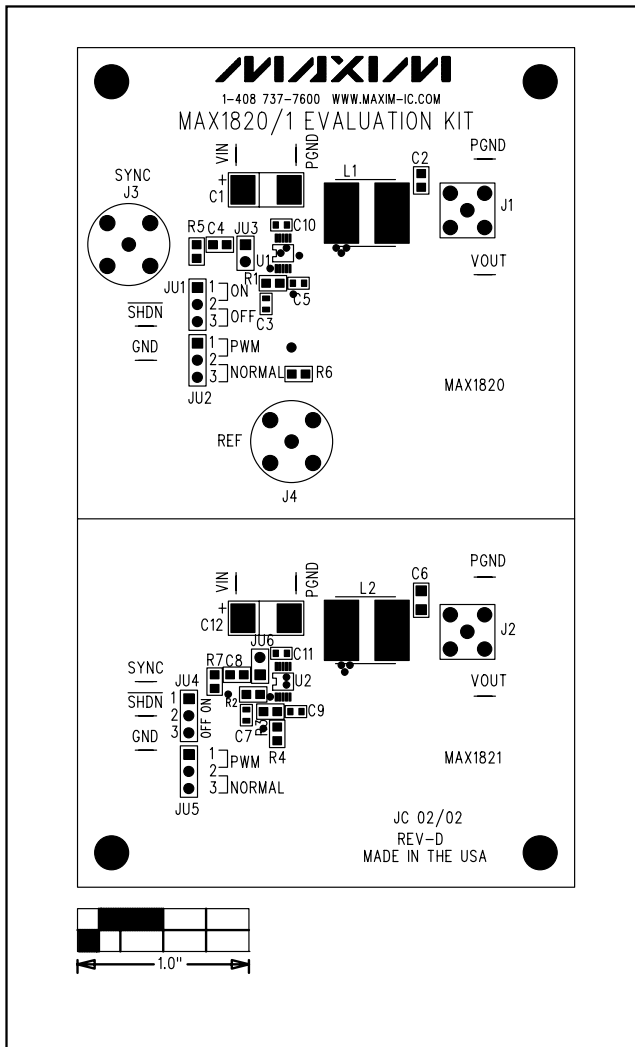 MAXIM
1-408 737-7600 WWW.MAXIM-IC.COM
MAX1820/1 EVALUATION KIT
VIN
PGND
+
C1
L1
C2
PGND
J1
VOUT
SYNC
J3
R5
C4
JU3
C10
U1
R1
C5
C3
JU1
1 ON
2
3 OFF
SHDN
GND
1 PWM
2
3 NORMAL
JU2
R6
MAX1820
REF
J4
VIN
PGND
+
C12
L2
C6
PGND
J2
VOUT
JU6
C11
SYNC
R7
C8
U2
JU4
SHDN
1
2
3
OFF ON
R2
C9
C7
R3
R4
GND
1 PWM
2
3 NORMAL
JU5
MAX1821
JC 02/02
REV-D
MADE IN THE USA
1.0"